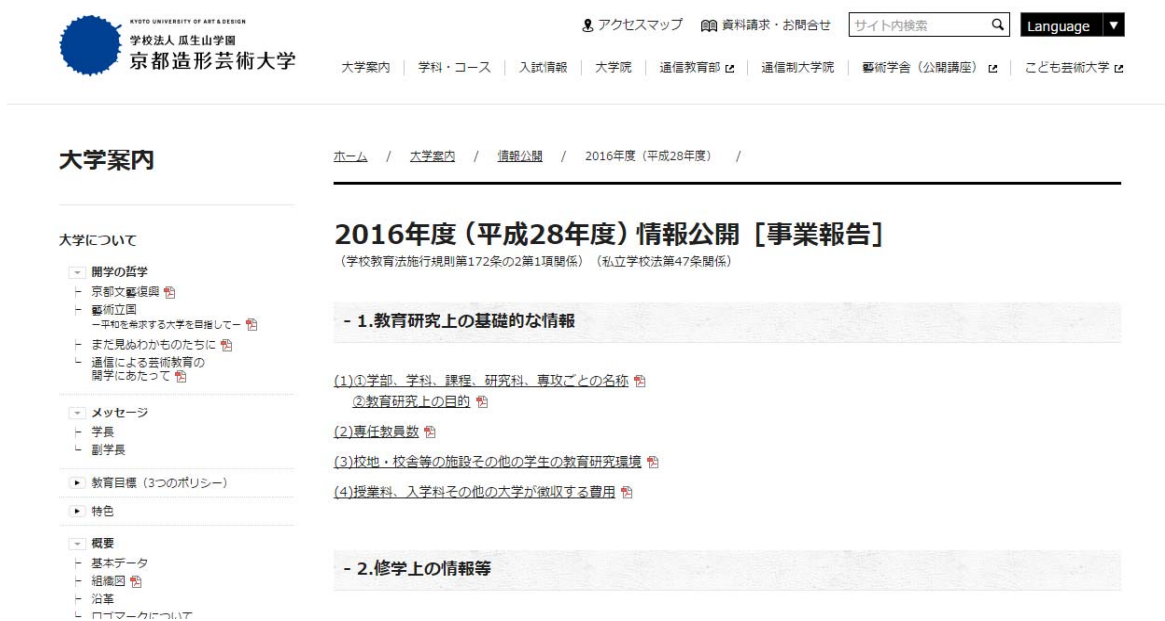 KYOTO UNIVERSITY OF ART & DESIGN
学校法人 瓜生山学園
京都造形芸術大学
アクセスマップ 資料請求・お問合せ サイト内検索 Language ▼
大学案内 学科・コース 入試情報 大学院 通信教育部 通信制大学院 藝術学舎（公開講座） こども芸術大学
大学案内
ホーム / 大学案内 / 情報公開 / 2016年度（平成28年度） /
大学について
開学の哲学
京都文藝復興
藝術立国
－平和を希求する大学を目指して－
まだ見ぬわかものたちに
通信による芸術教育の
開学にあたって
メッセージ
学長
副学長
教育目標（3つのポリシー）
特色
概要
基本データ
組織図
沿革
ロゴマークについて
2016年度（平成28年度）情報公開［事業報告］
（学校教育法施行規則第172条の2第1項関係）（私立学校法第47条関係）
- 1.教育研究上の基礎的な情報
(1)①学部、学科、課程、研究科、専攻ごとの名称
②教育研究上の目的
(2)専任教員数
(3)校地・校舎等の施設その他の学生の教育研究環境
(4)授業料、入学料その他の大学が徴収する費用
- 2.修学上の情報等